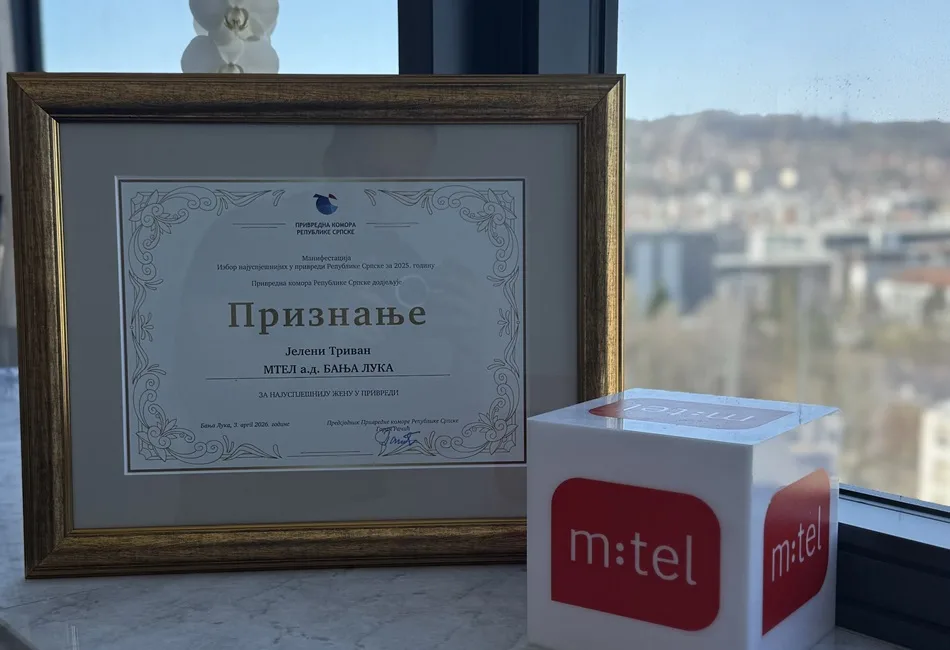 ПРИВРЕДНА КОМОРА
РЕПУБЛИКЕ СРПСКЕ
Манифестација
Избор најуспјешнијих у привреди Републике Српске за 2025. годину
Привредна комора Републике Српске додјељује
Признање
Јелени Триван
МТЕЛ а.д. БАЊА ЛУКА
ЗА НАЈУСПЈЕШНИЈУ ЖЕНУ У ПРИВРЕДИ
Бања Лука, 3. април 2026. године
Предсједник Привредне коморе Републике Српске
m:tel
m:tel
m:tel